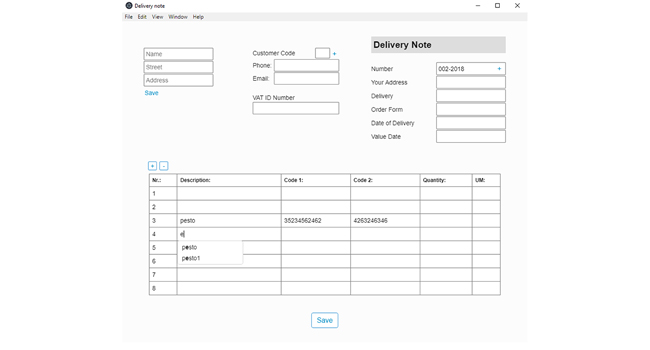 Delivery note
File Edit View Window Help
Delivery Note
Name
Street
Address
Save
Customer Code +
Phone:
Email:
VAT ID Number
Number 002-2018 +
Your Address
Delivery
Order Form
Date of Delivery
Value Date
+ -
Nr.: Description: Code 1: Code 2: Quantity: UM:
1
2
3 pesto 35234562462 4263246346
4 e
5 pesto
6 pesto1
7
8
Save